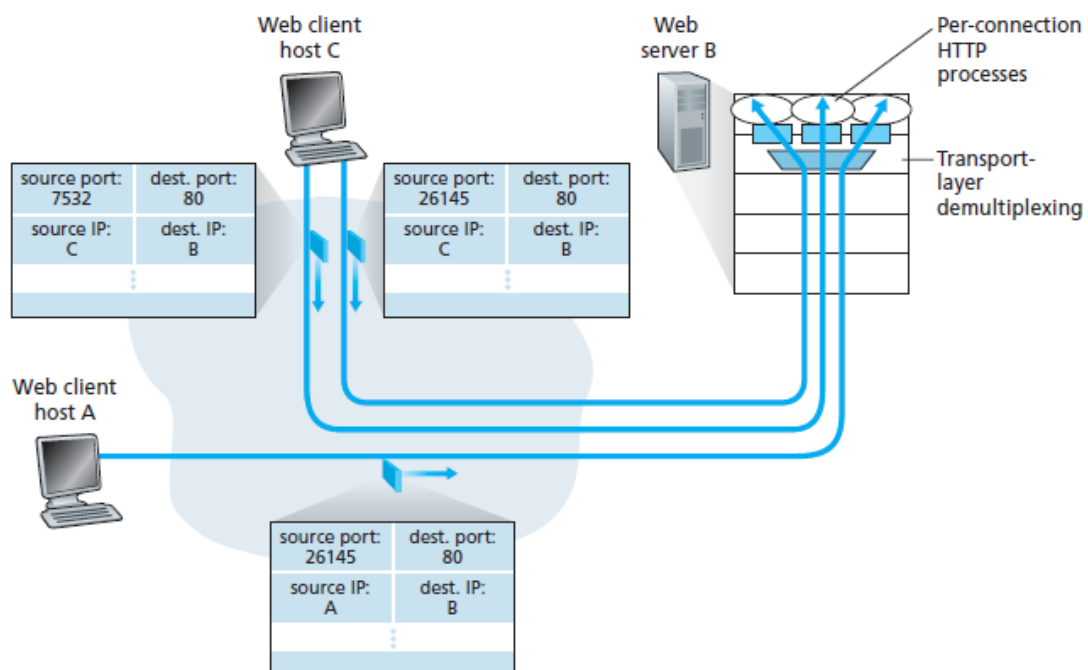 Web client
host C
Web
server B
Per-connection
HTTP
processes
Transport-
layer
demultiplexing
source port:
7532
dest. port:
80
source IP:
C
dest. IP:
B
source port:
26145
dest. port:
80
source IP:
C
dest. IP:
B
Web client
host A
source port:
26145
dest. port:
80
source IP:
A
dest. IP:
B